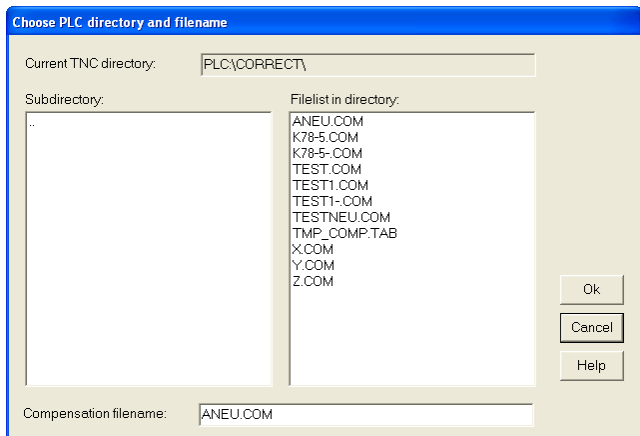 Choose PLC directory and filename
Current TNC directory: PLC:\CORRECT\
Subdirectory: Filelist in directory:
..
ANEU.COM
K78-5.COM
K78-5-.COM
TEST.COM
TEST1.COM
TEST1-.COM
TESTNEU.COM
TMP_COMP.TAB
X.COM
Y.COM
Z.COM
Ok
Cancel
Help
Compensation filename: ANEU.COM